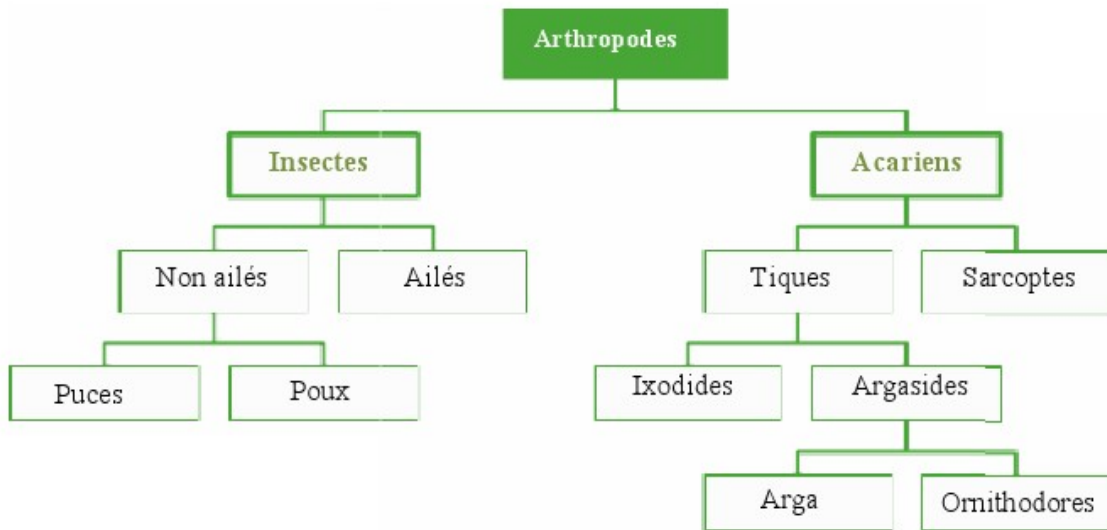 Arthropodes
Insectes
Acariens
Non ailés
Ailés
Tiques
Sarcoptes
Puces
Poux
Ixodides
Argasides
Arga
Ornithodores